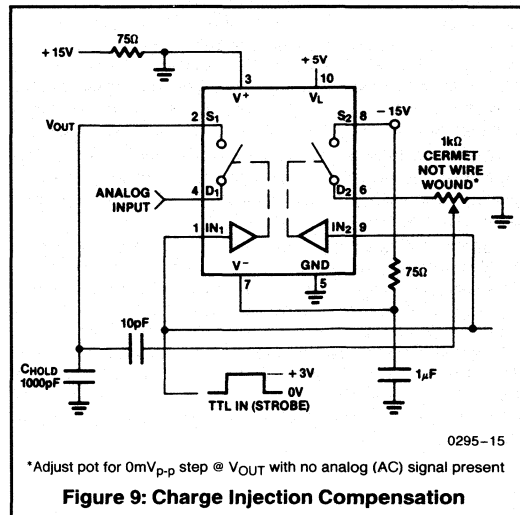 75Ω
+ 15V
+ 5V
3
10
V+
VL
2
S1
S2
8
- 15V
VOUT
1kΩ
CERMET
NOT WIRE
WOUND*
ANALOG
INPUT
4
D1
D2
6
1
IN1
IN2
9
V-
GND
7
5
75Ω
10pF
CHOLD
1000pF
+ 3V
0V
TTL IN (STROBE)
1μF
0295-15
*Adjust pot for 0mVp-p step @ VOUT with no analog (AC) signal present
Figure 9: Charge Injection Compensation